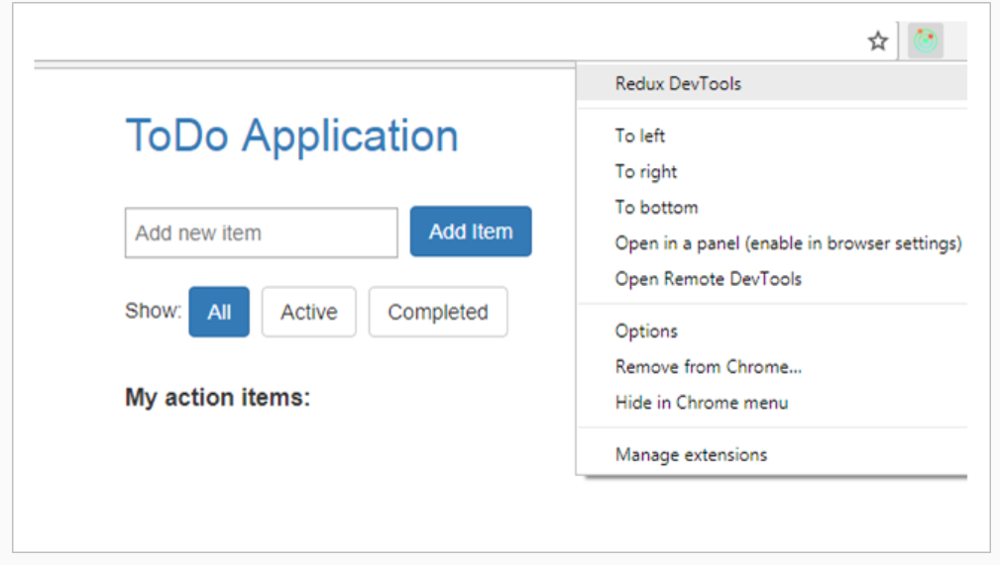 ToDo Application
Add new item
Add Item
Show: All Active Completed
My action items:
Redux DevTools
To left
To right
To bottom
Open in a panel (enable in browser settings)
Open Remote DevTools
Options
Remove from Chrome...
Hide in Chrome menu
Manage extensions